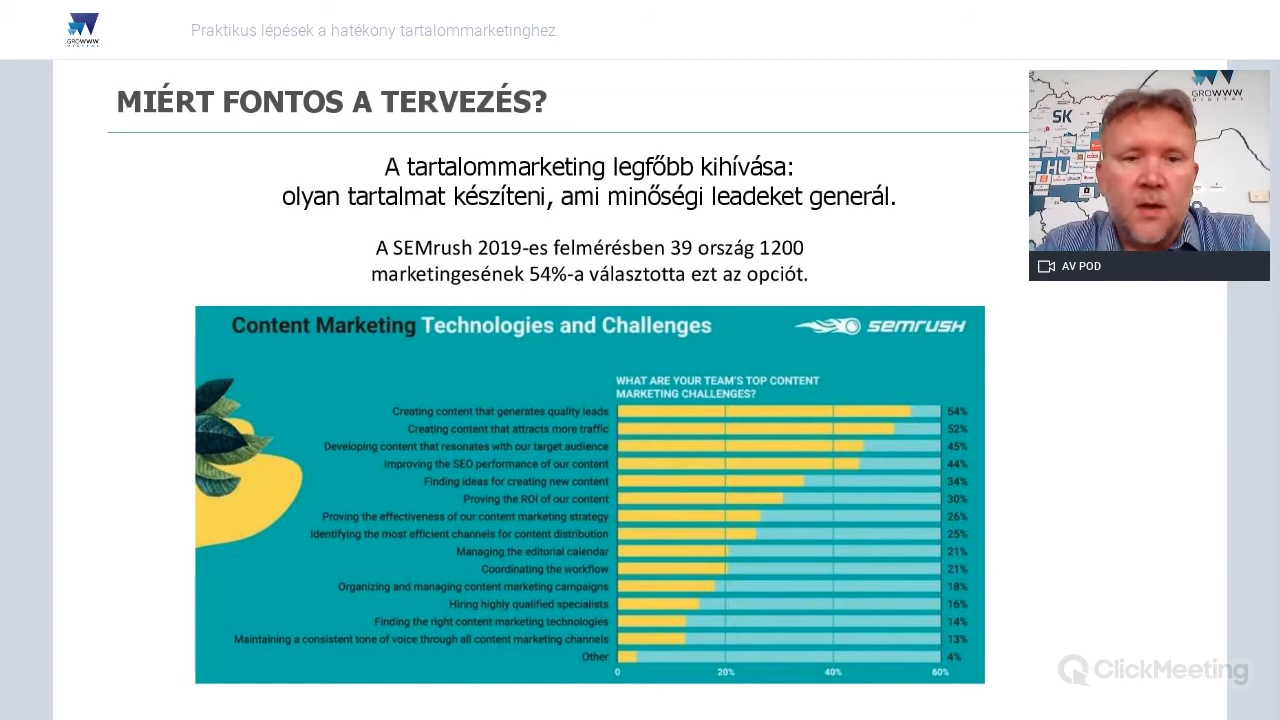 GROWWW
DIGITAL
Praktikus lépések a hatékony tartalommarketinghez
MIÉRT FONTOS A TERVEZÉS?
A tartalommarketing legfőbb kihívása:
olyan tartalmat készíteni, ami minőségi leadeket generál.
A SEMrush 2019-es felmérésben 39 ország 1200
marketingesének 54%-a választotta ezt az opciót.
GROWWW
DIGITAL
SK
HU
AV POD
Content Marketing Technologies and Challenges
SEMRUSH
WHAT ARE YOUR TEAM'S TOP CONTENT
MARKETING CHALLENGES?
Creating content that generates quality leads 54%
Creating content that attracts more traffic 52%
Developing content that resonates with our target audience 45%
Improving the SEO performance of our content 44%
Finding ideas for creating new content 34%
Proving the ROI of our content 30%
Proving the effectiveness of our content marketing strategy 26%
Identifying the most efficient channels for content distribution 25%
Managing the editorial calendar 21%
Coordinating the workflow 21%
Organizing and managing content marketing campaigns 18%
Hiring highly qualified specialists 16%
Finding the right content marketing technologies 14%
Maintaining a consistent tone of voice through all content marketing channels 13%
Other 4%
0 20% 40% 60%
ClickMeeting